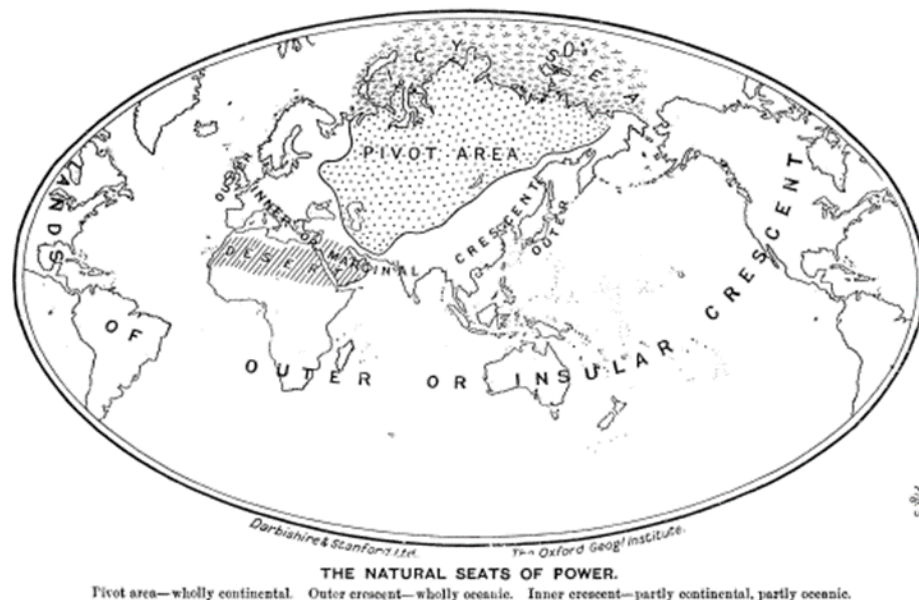 ICY SEA
PIVOT AREA
LANDS
OF
OUTER
INNER OR
MARGINAL
CRESCENT
OUTER
DESERT
OUTER OR INSULAR CRESCENT
Darbishire & Stanford Ltd.
The Oxford Geogl. Institute.
THE NATURAL SEATS OF POWER.
Pivot area—wholly continental. Outer crescent—wholly oceanic. Inner crescent—partly continental, partly oceanic.